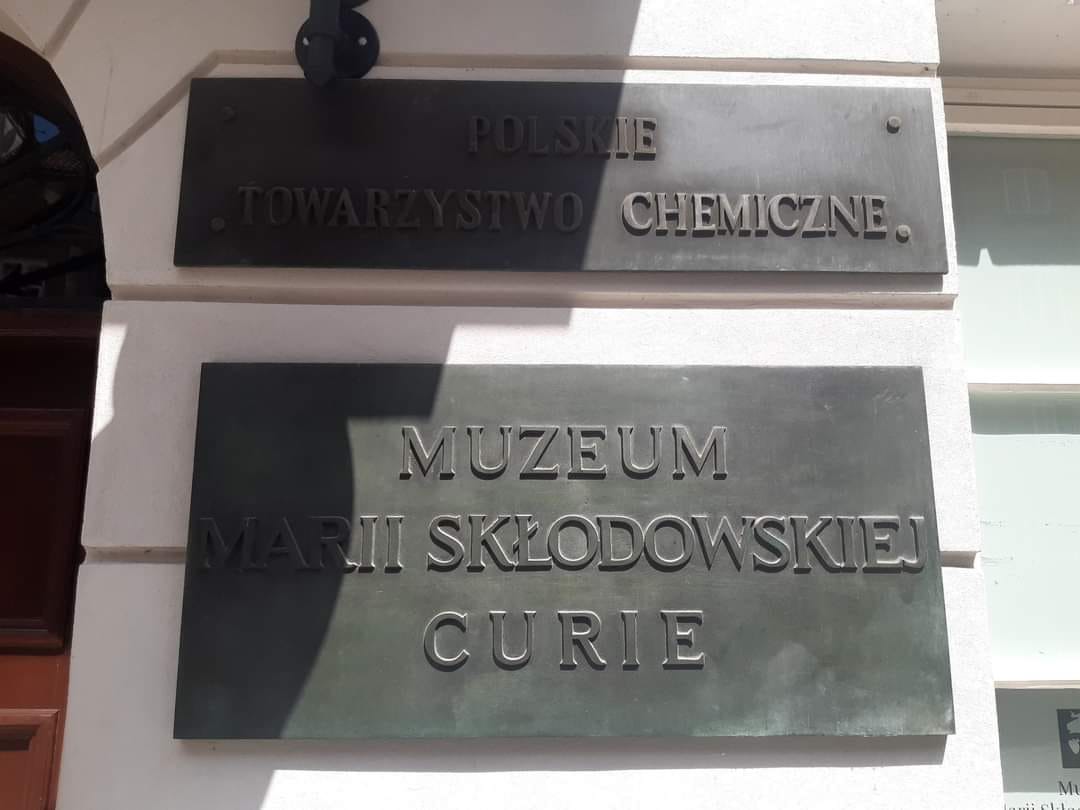 POLSKIE
TOWARZYSTWO CHEMICZNE
MUZEUM
MARII SKŁODOWSKIEJ
CURIE